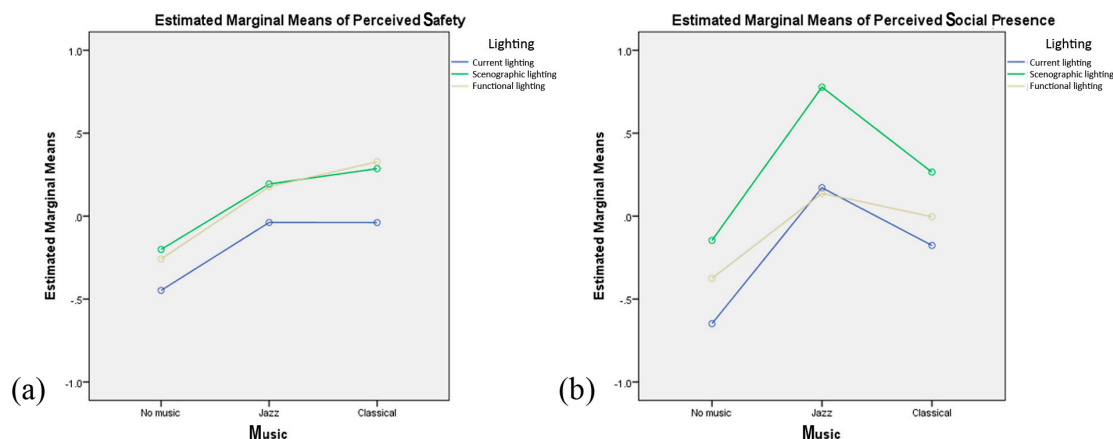 Estimated Marginal Means of Perceived Safety
Lighting
Current lighting
Scenographic lighting
Functional lighting
1.0
.5
.0
-.5
-1.0
Estimated Marginal Means
No music
Jazz
Classical
Music
(a)
Estimated Marginal Means of Perceived Social Presence
Lighting
Current lighting
Scenographic lighting
Functional lighting
1.0
.5
.0
-.5
-1.0
Estimated Marginal Means
No music
Jazz
Classical
Music
(b)